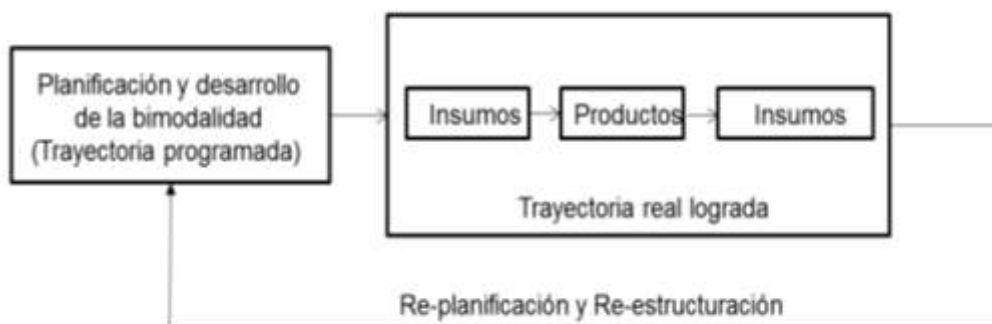 Planificación y desarrollo
de la bimodalidad
(Trayectoria programada)
Insumos
Productos
Insumos
Trayectoria real lograda
Re-planificación y Re-estructuración